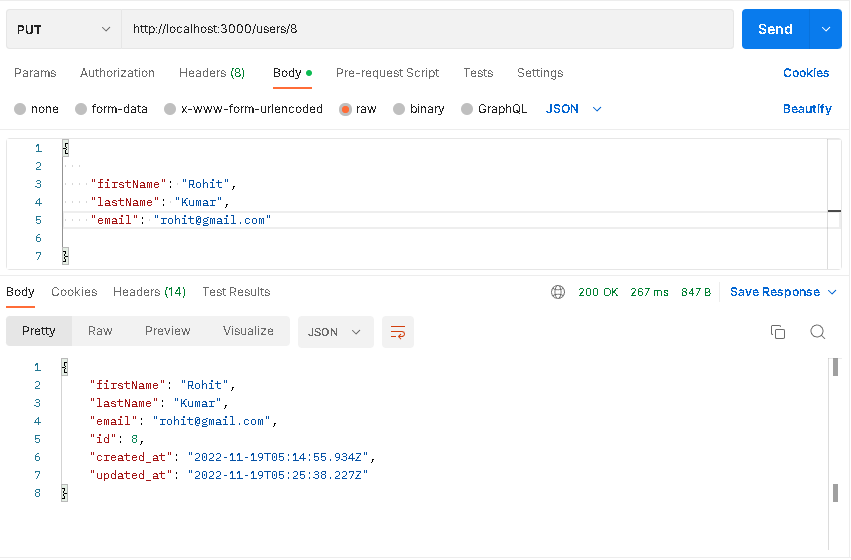 PUT http://localhost:3000/users/8 Send
Params Authorization Headers (8) Body Pre-request Script Tests Settings Cookies
none form-data x-www-form-urlencoded raw binary GraphQL JSON Beautify
1 {
2
3 "firstName": "Rohit",
4 "lastName": "Kumar",
5 "email": "rohit@gmail.com"
6
7 }
Body Cookies Headers (14) Test Results 200 OK 267 ms 847 B Save Response
Pretty Raw Preview Visualize JSON
1 {
2 "firstName": "Rohit",
3 "lastName": "Kumar",
4 "email": "rohit@gmail.com",
5 "id": 8,
6 "created_at": "2022-11-19T05:14:55.934Z",
7 "updated_at": "2022-11-19T05:25:38.227Z"
8 }